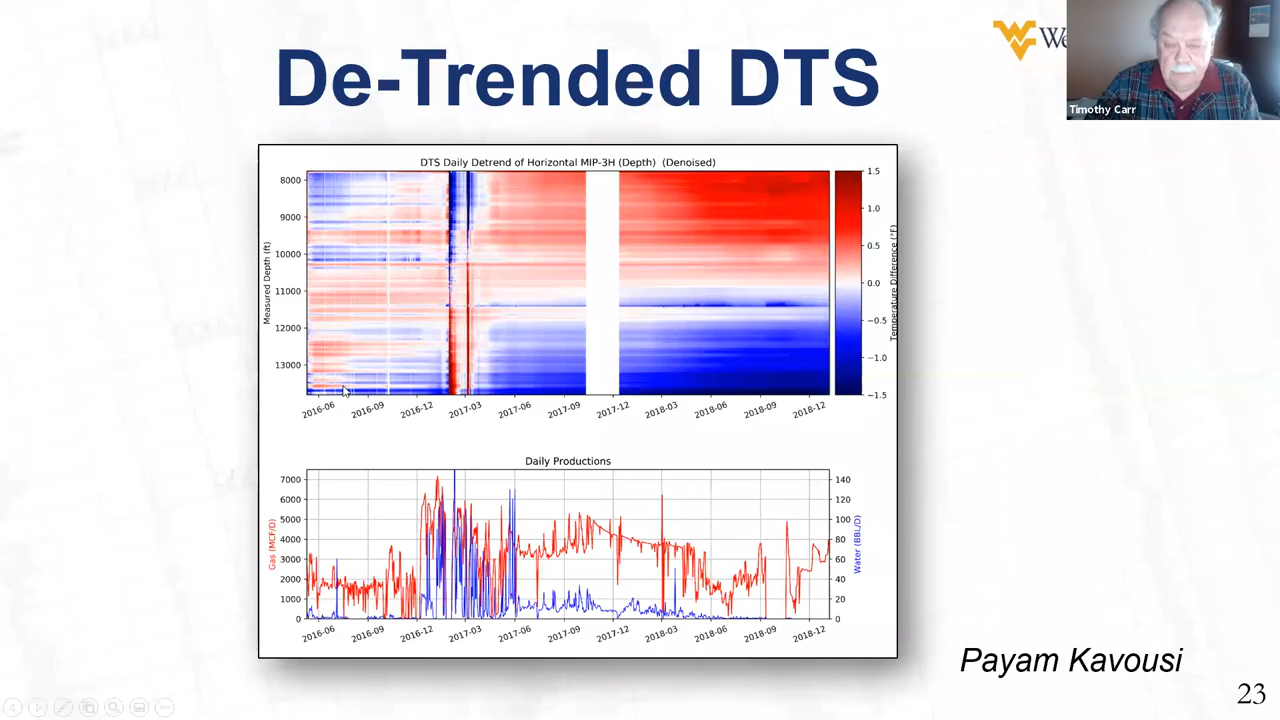 De-Trended DTS
We
Timothy Carr
DTS Daily Detrend of Horizontal MIP-3H (Depth) (Denoised)
Measured Depth (ft)
8000
9000
10000
11000
12000
13000
2016-06 2016-09 2016-12 2017-03 2017-06 2017-09 2017-12 2018-03 2018-06 2018-09 2018-12
1.5
1.0
0.5
0.0
−0.5
−1.0
−1.5
Temperature Difference (°F)
Daily Productions
Gas (MCF/D)
7000
6000
5000
4000
3000
2000
1000
0
140
120
100
80
60
40
20
0
Water (BBL/D)
2016-06 2016-09 2016-12 2017-03 2017-06 2017-09 2017-12 2018-03 2018-06 2018-09 2018-12
Payam Kavousi
23